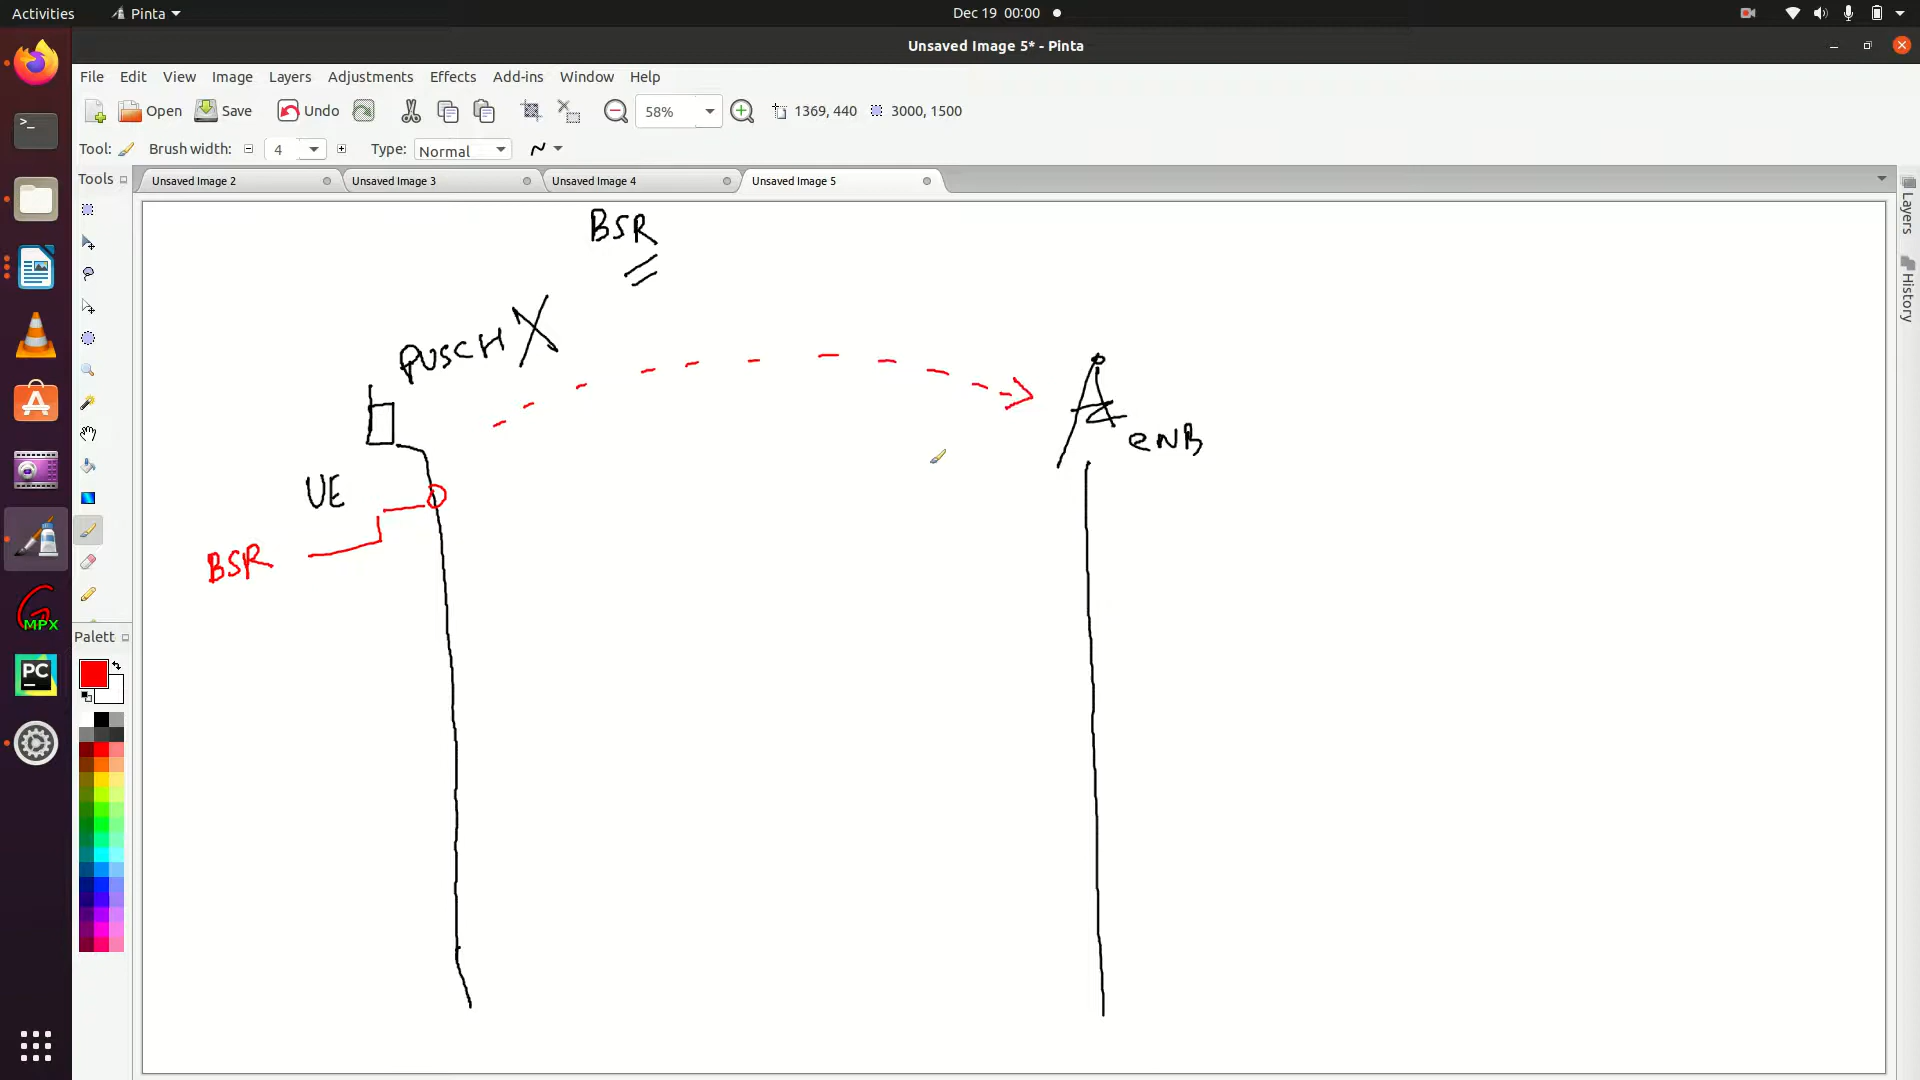 Activities Pinta Dec 19 00:00
Unsaved Image 5* - Pinta
File Edit View Image Layers Adjustments Effects Add-ins Window Help
Open Save Undo 58% 1369, 440 3000, 1500
Tool: Brush width: 4 Type: Normal
Tools Unsaved Image 2 Unsaved Image 3 Unsaved Image 4 Unsaved Image 5
Layers
History
BSR
PUSCH X
eNB
UE
BSR
MPX
Palett
PC